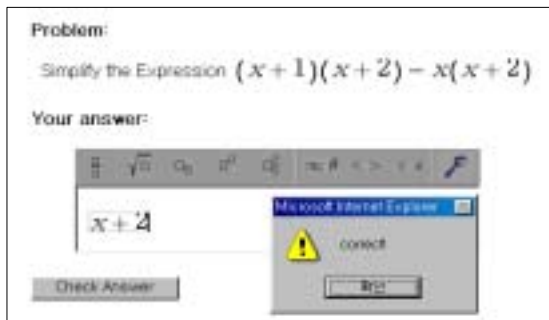 Problem:
Simplify the Expression (x+1)(x+2) − x(x+2)
Your answer:
x+2
Microsoft Internet Explorer
correct!
확인
Check Answer